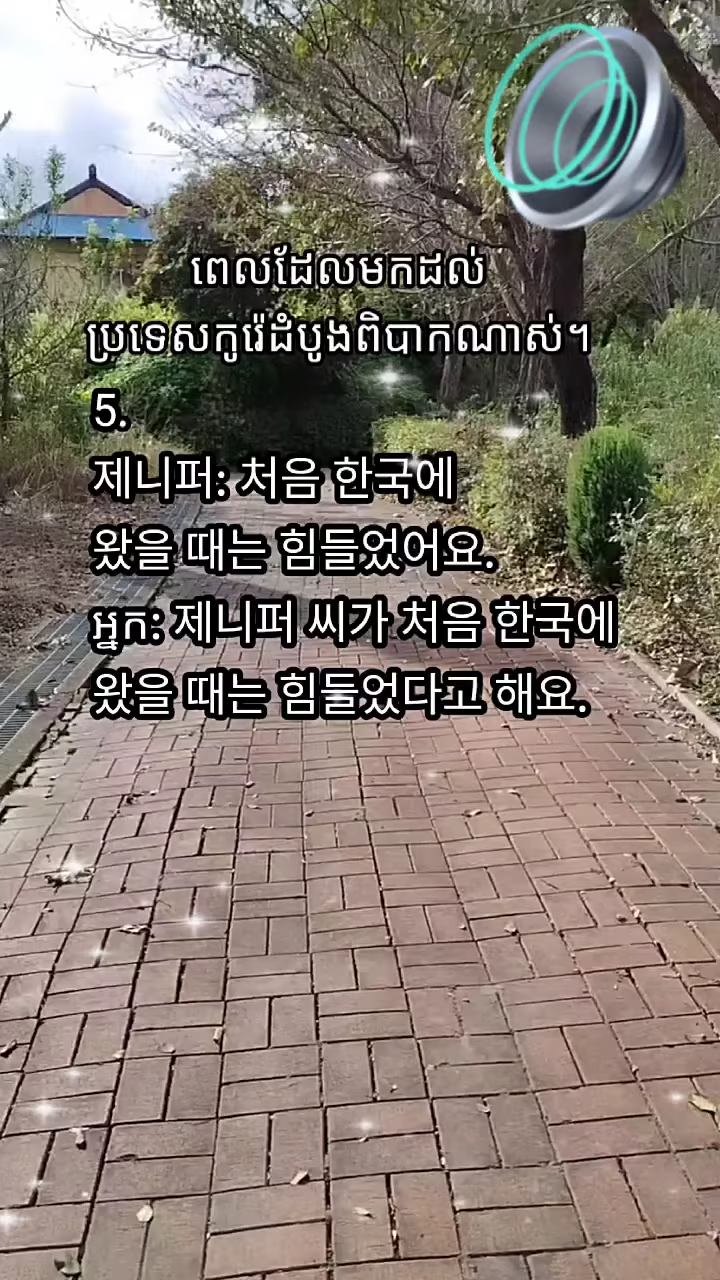 ពេលដែលមកដល់
ប្រទេសកូរ៉េដំបូងពិបាកណាស់។
5.
제니퍼: 처음 한국에
왔을 때는 힘들었어요.
អ្នក: 제니퍼 씨가 처음 한국에
왔을 때는 힘들었다고 해요.